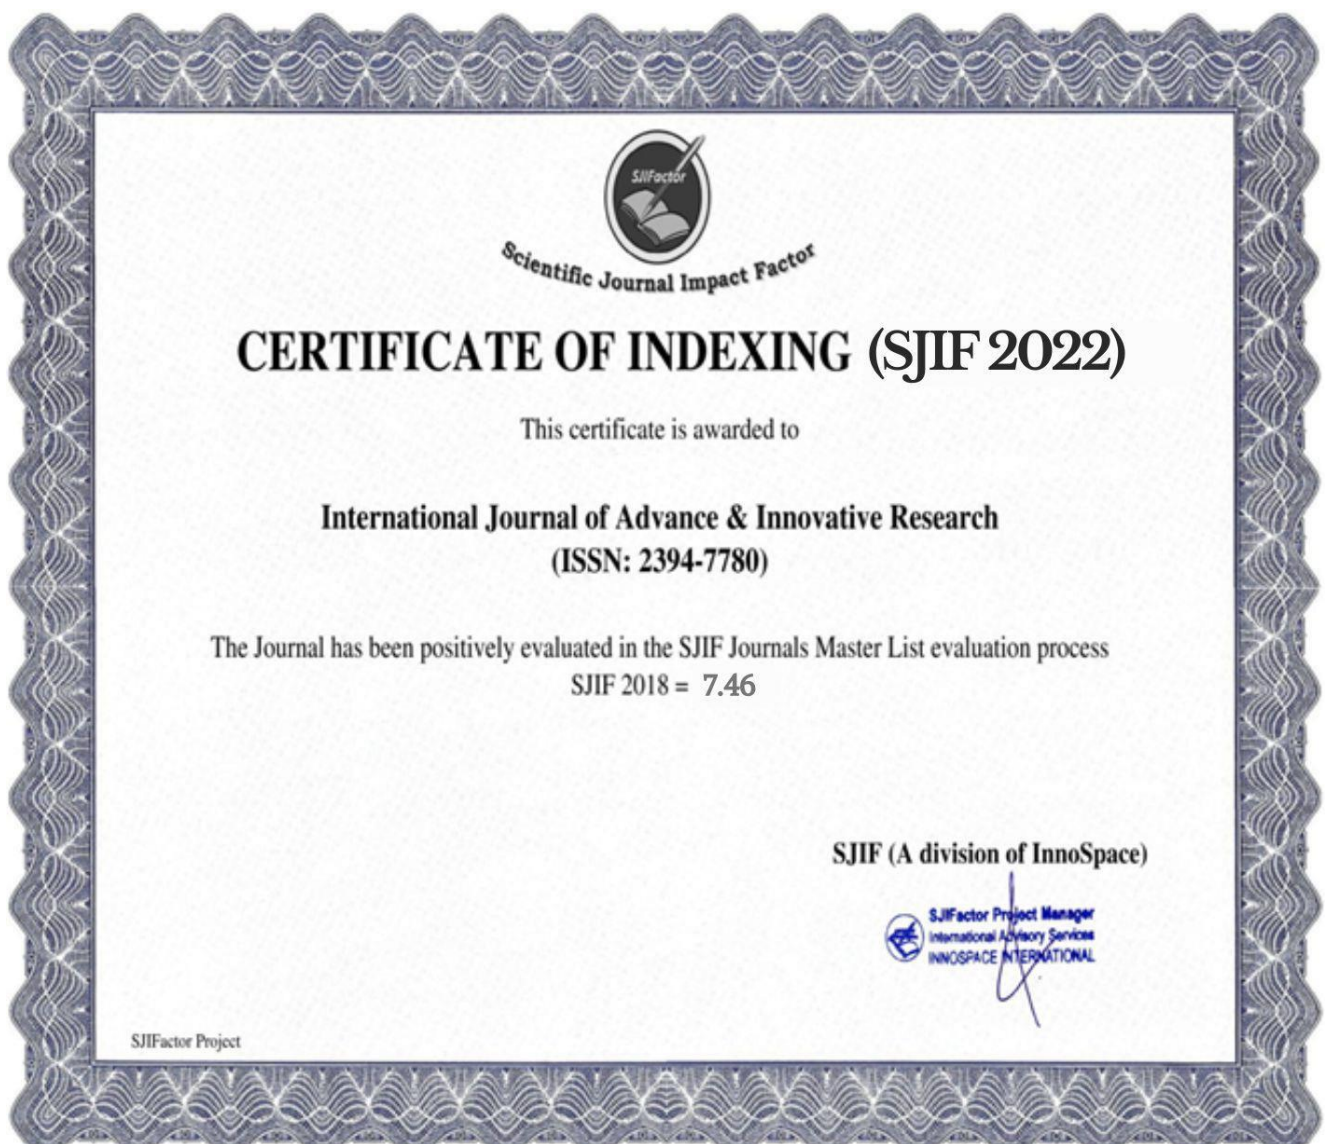 SJIFactor
Scientific Journal Impact Factor
CERTIFICATE OF INDEXING (SJIF 2022)
This certificate is awarded to
International Journal of Advance & Innovative Research
(ISSN: 2394-7780)
The Journal has been positively evaluated in the SJIF Journals Master List evaluation process
SJIF 2018 = 7.46
SJIF (A division of InnoSpace)
SJIFactor Project Manager
International Advisory Services
INNOSPACE INTERNATIONAL
SJIFactor Project